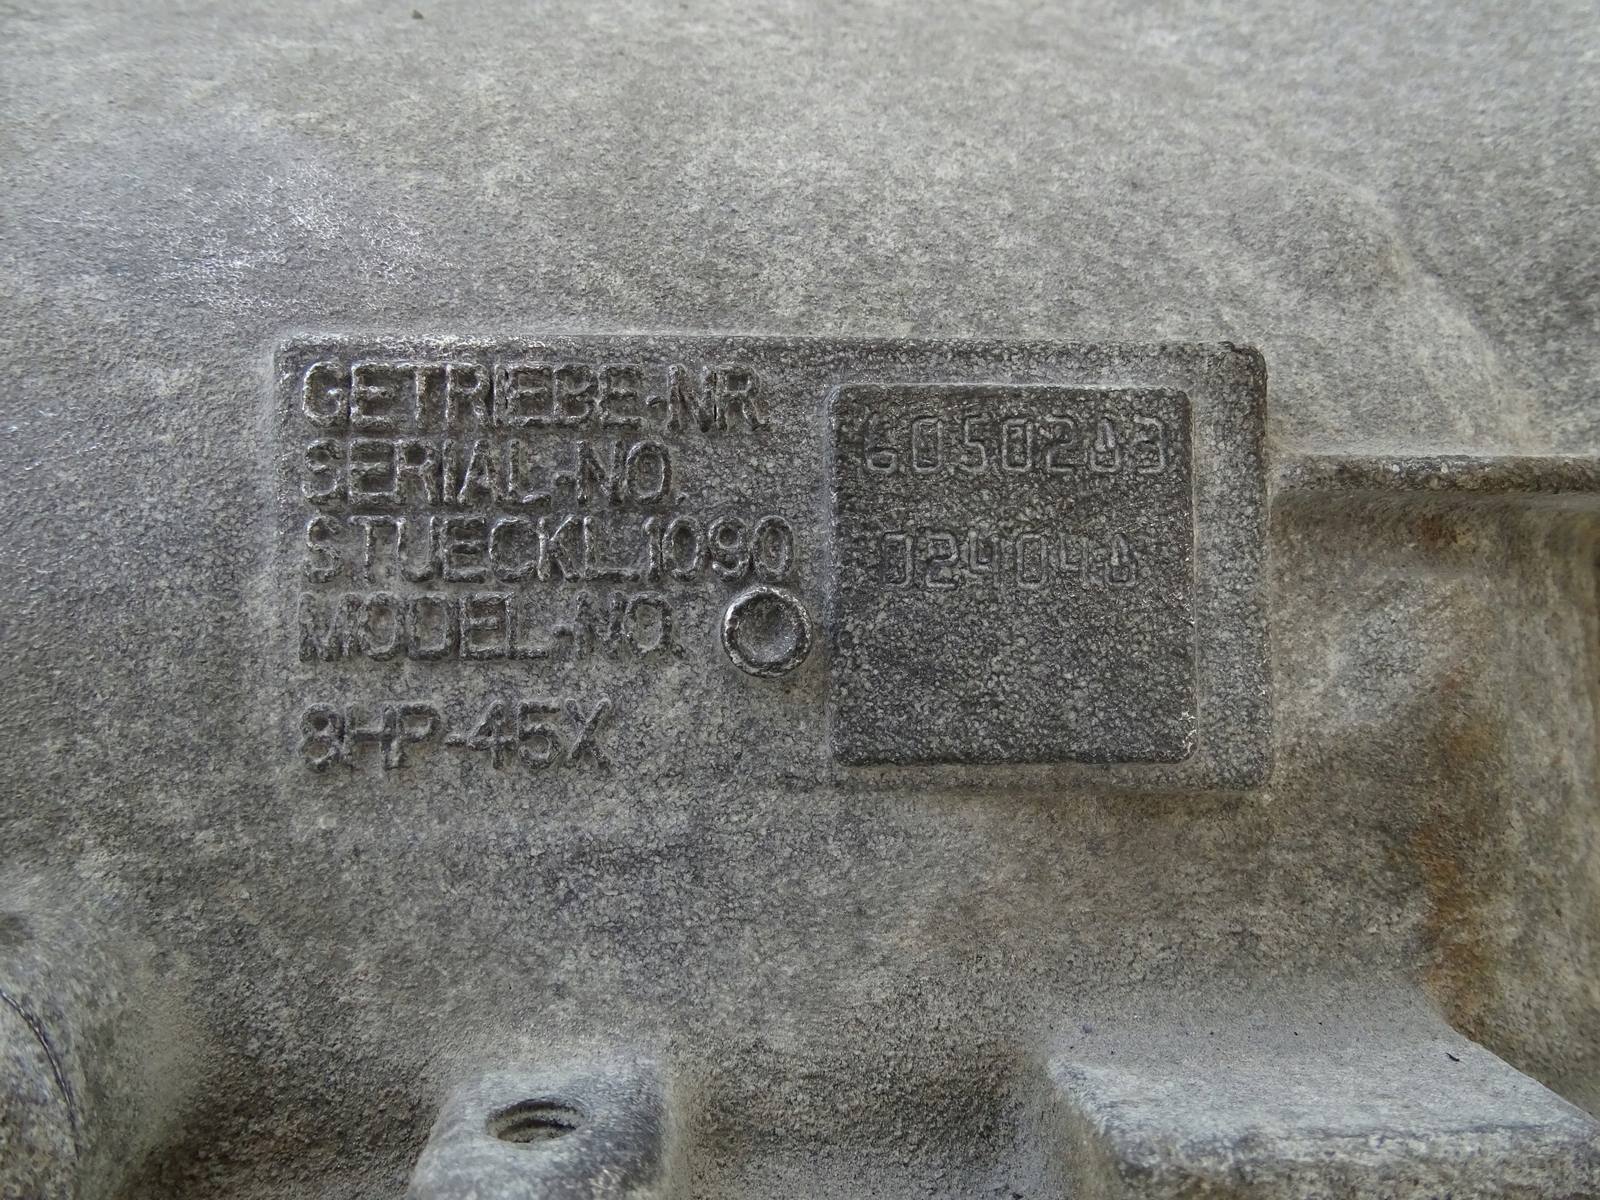 GETRIEBE-NR
SERIAL-NO.
STUECKL.1090
MODEL-NO.
8HP-45X
6050203
024040